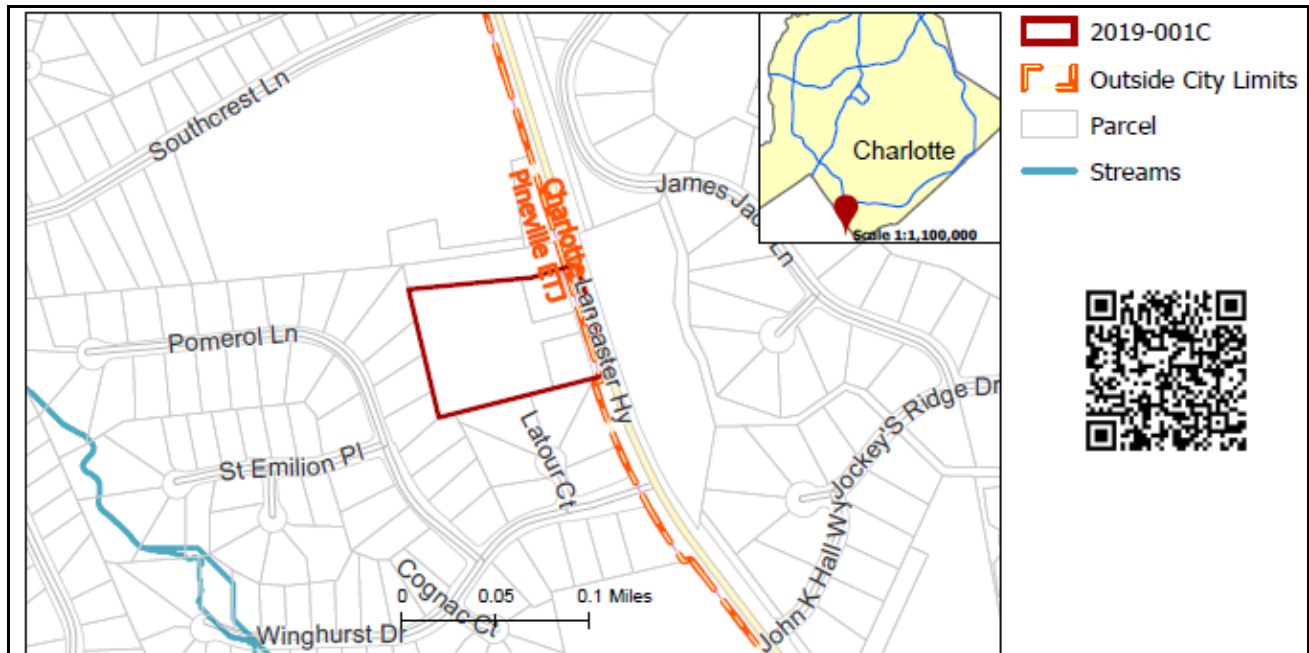 Southcrest Ln
Charlotte
Pineville ETJ
James Jack Ln
Charlotte
Scale 1:1,100,000
Lancaster Hy
Pomerol Ln
Latour Ct
St Emilion Pl
Jockey'S Ridge Dr
John K Hall Wy
Cognac Ct
Winghurst Dr
0 0.05 0.1 Miles
2019-001C
Outside City Limits
Parcel
Streams